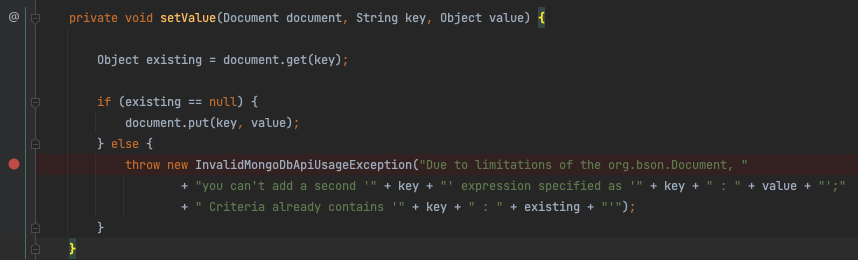 @ private void setValue(Document document, String key, Object value) {
Object existing = document.get(key);
if (existing == null) {
document.put(key, value);
} else {
throw new InvalidMongoDbApiUsageException("Due to limitations of the org.bson.Document, "
+ "you can't add a second '" + key + "' expression specified as '" + key + " : " + value + "';"
+ " Criteria already contains '" + key + " : " + existing + "'");
}
}